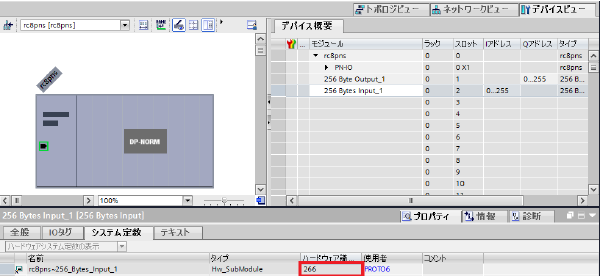 トポロジビュー ネットワークビュー デバイスビュー
rc8pns [rc8pns]
デバイス概要
モジュール ラック スロット Iアドレス Qアドレス タイプ
rc8pns 0 0 rc8pns
PN-IO 0 0 X1 rc8pns
256 Byte Output_1 0 1 0...255 256 B...
256 Bytes Input_1 0 2 0...255 256 B...
0 3
0 4
0 5
0 6
0 7
0 8
0 9
0 10
0 11
rc8pns
DP-NORM
100%
256 Bytes Input_1 [256 Bytes Input]
プロパティ 情報 診断
全般 IOタグ システム定数 テキスト
ハードウェアシステム定数の表示
名前 タイプ ハードウェア識... 使用者 コメント
rc8pns~256_Bytes_Input_1 Hw_SubModule 266 PROTO6